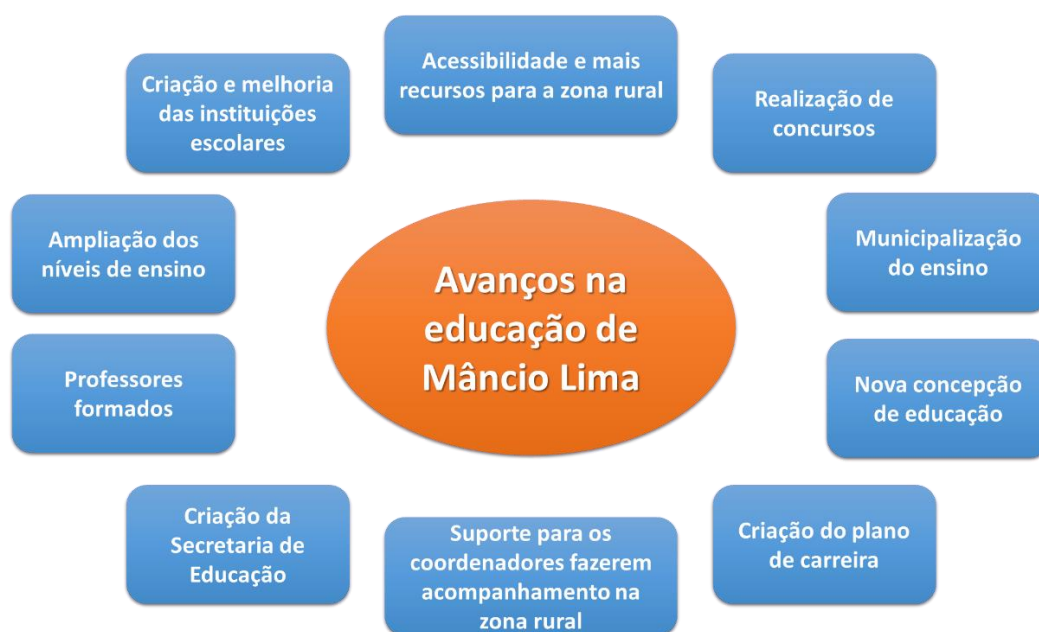 Acessibilidade e mais
recursos para a zona rural
Criação e melhoria
das instituições
escolares
Realização de
concursos
Ampliação dos
níveis de ensino
Municipalização
do ensino
Avanços na
educação de
Mâncio Lima
Professores
formados
Nova concepção
de educação
Criação da
Secretaria de
Educação
Suporte para os
coordenadores fazerem
acompanhamento na
zona rural
Criação do plano
de carreira